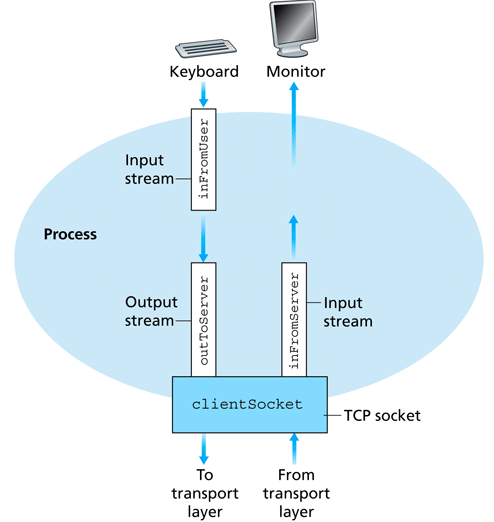 Keyboard
Monitor
inFromUser
Input
stream
Process
Output
stream
outToServer
inFromServer
Input
stream
clientSocket
TCP socket
To
transport
layer
From
transport
layer